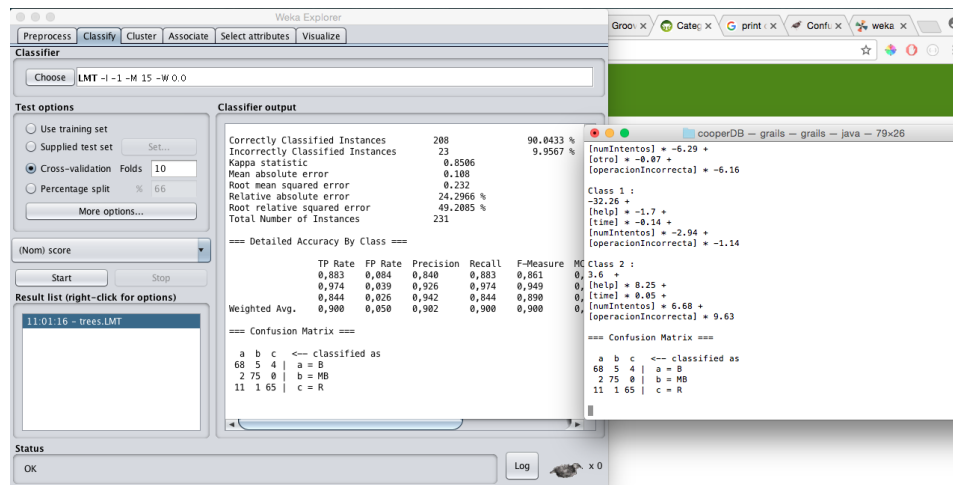 Weka Explorer
Preprocess Classify Cluster Associate Select attributes Visualize
Classifier
Choose LMT -I -1 -M 15 -W 0.0
Test options
Use training set
Supplied test set Set...
Cross-validation Folds 10
Percentage split % 66
More options...
(Nom) score
Start Stop
Result list (right-click for options)
11:01:16 - trees.LMT
Classifier output
Correctly Classified Instances 208 90.0433 %
Incorrectly Classified Instances 23 9.9567 %
Kappa statistic 0.8506
Mean absolute error 0.108
Root mean squared error 0.232
Relative absolute error 24.2966 %
Root relative squared error 49.2085 %
Total Number of Instances 231
=== Detailed Accuracy By Class ===
TP Rate FP Rate Precision Recall F-Measure MC
0,883 0,084 0,840 0,883 0,861 0,
0,974 0,039 0,926 0,974 0,949 0,
0,844 0,026 0,942 0,844 0,890 0,
Weighted Avg. 0,900 0,050 0,902 0,900 0,900 0,
=== Confusion Matrix ===
a b c <-- classified as
68 5 4 | a = B
2 75 0 | b = MB
11 1 65 | c = R
Status
OK
Log
x 0
Groov x Categ x print x Confu x weka x
cooperDB — grails — grails — java — 79×26
[numIntentos] * -6.29 +
[otro] * -0.07 +
[operacionIncorrecta] * -6.16
Class 1 :
-32.26 +
[help] * -1.7 +
[time] * -0.14 +
[numIntentos] * -2.94 +
[operacionIncorrecta] * -1.14
Class 2 :
3.6 +
[help] * 8.25 +
[time] * 0.05 +
[numIntentos] * 6.68 +
[operacionIncorrecta] * 9.63
=== Confusion Matrix ===
a b c <-- classified as
68 5 4 | a = B
2 75 0 | b = MB
11 1 65 | c = R